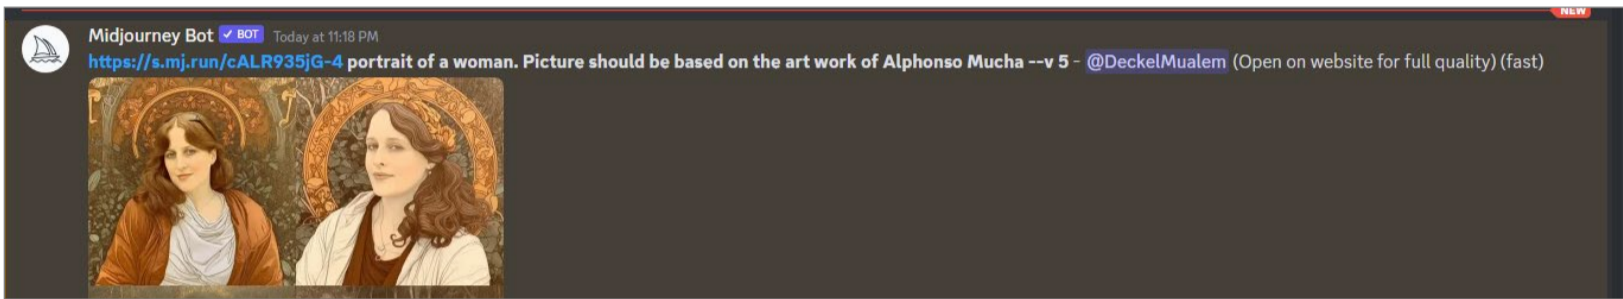 NEW
Midjourney Bot ✓ BOT Today at 11:18 PM
https://s.mj.run/cALR935jG-4 portrait of a woman. Picture should be based on the art work of Alphonso Mucha --v 5 - @DeckelMualem (Open on website for full quality) (fast)